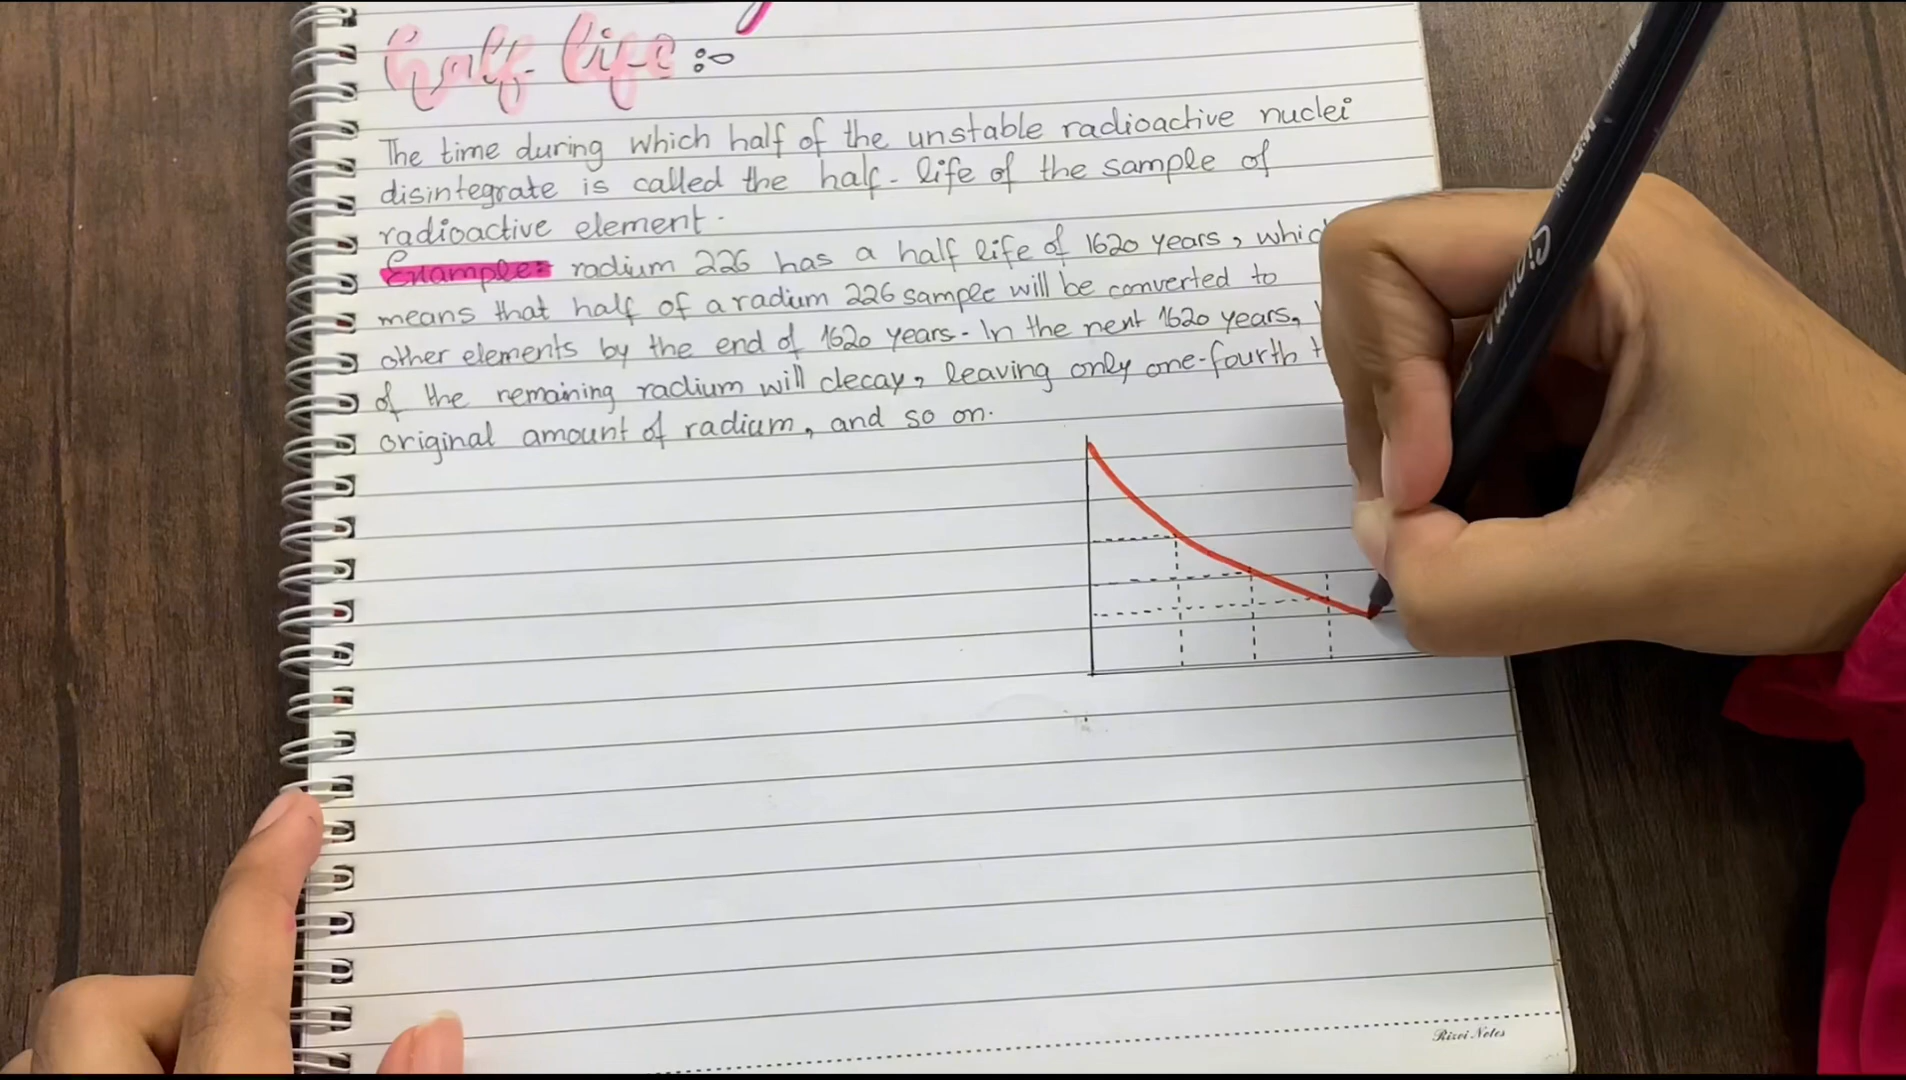 half life :-
The time during which half of the unstable radioactive nuclei
disintegrate is called the half-life of the sample of
radioactive element.
Example: radium 226 has a half life of 1620 years, whic
means that half of a radium 226 sample will be converted to
other elements by the end of 1620 years. In the next 1620 years,
of the remaining radium will decay, leaving only one-fourth
original amount of radium, and so on.
Rizvi Notes